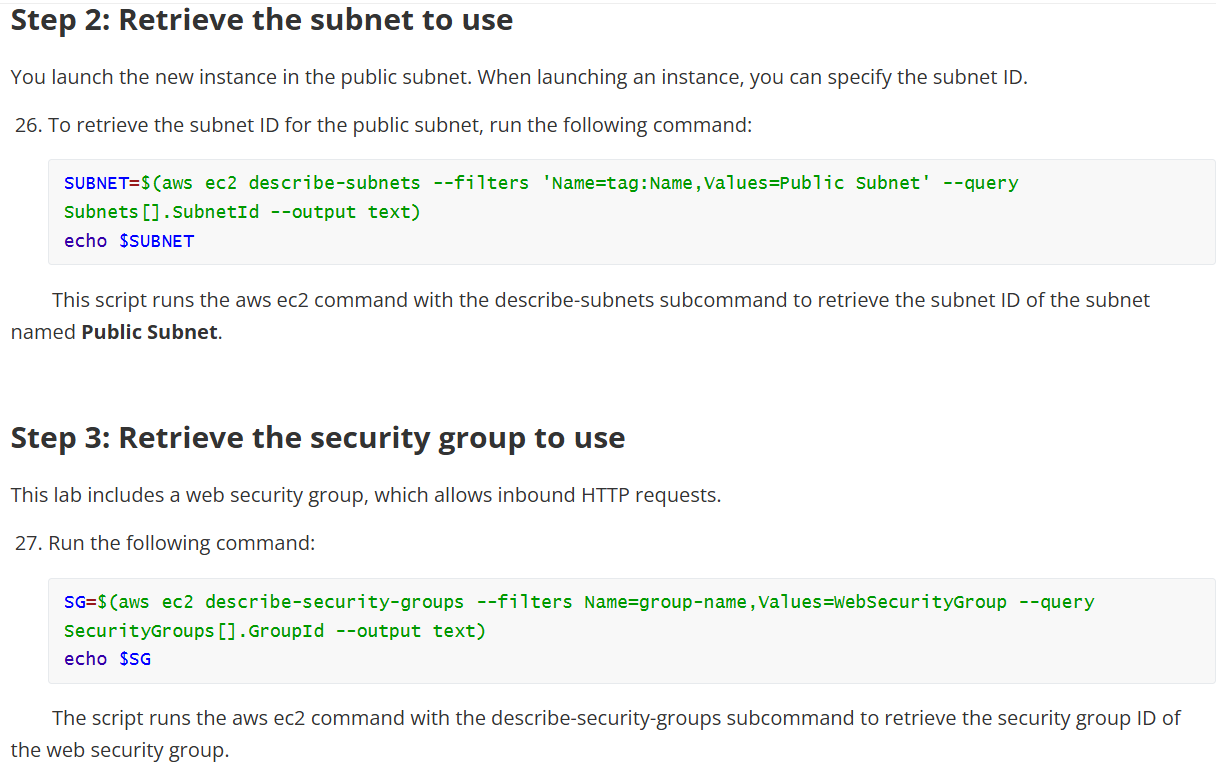 Step 2: Retrieve the subnet to use
You launch the new instance in the public subnet. When launching an instance, you can specify the subnet ID.
26. To retrieve the subnet ID for the public subnet, run the following command:
SUBNET=$(aws ec2 describe-subnets --filters 'Name=tag:Name,Values=Public Subnet' --query
Subnets[].SubnetId --output text)
echo $SUBNET
This script runs the aws ec2 command with the describe-subnets subcommand to retrieve the subnet ID of the subnet
named Public Subnet.
Step 3: Retrieve the security group to use
This lab includes a web security group, which allows inbound HTTP requests.
27. Run the following command:
SG=$(aws ec2 describe-security-groups --filters Name=group-name,Values=WebSecurityGroup --query
SecurityGroups[].GroupId --output text)
echo $SG
The script runs the aws ec2 command with the describe-security-groups subcommand to retrieve the security group ID of
the web security group.